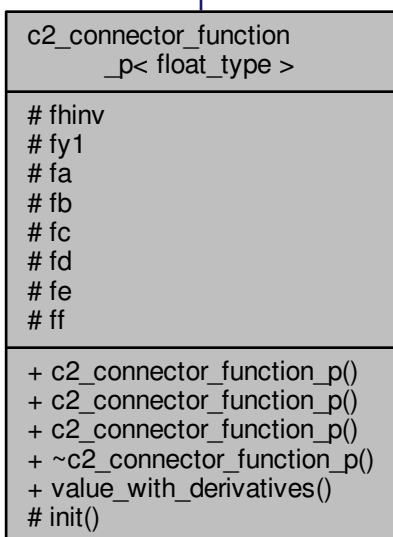 c2_connector_function
_p< float_type >
# fhinv
# fy1
# fa
# fb
# fc
# fd
# fe
# ff
+ c2_connector_function_p()
+ c2_connector_function_p()
+ c2_connector_function_p()
+ ~c2_connector_function_p()
+ value_with_derivatives()
# init()